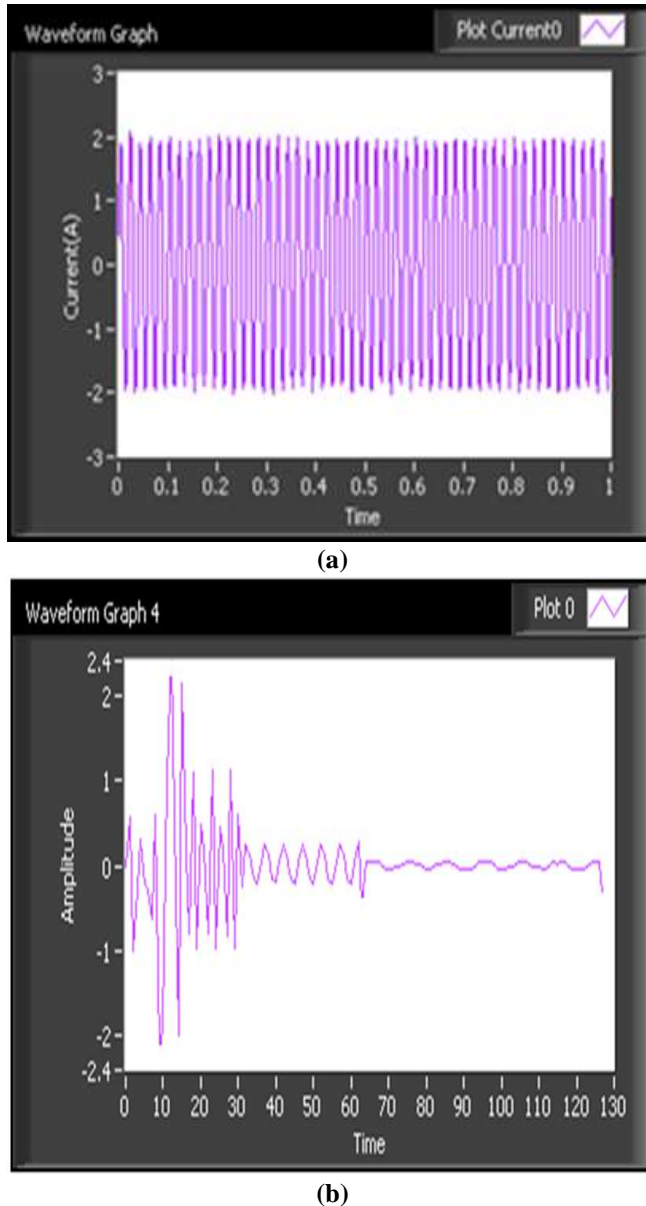 Waveform Graph
Plot Current0
3
2
1
0
-1
-2
-3
Current(A)
0 0.1 0.2 0.3 0.4 0.5 0.6 0.7 0.8 0.9 1
Time
(a)
Waveform Graph 4
Plot 0
2.4
2
1
0
-1
-2
-2.4
Amplitude
0 10 20 30 40 50 60 70 80 90 100 110 120 130
Time
(b)